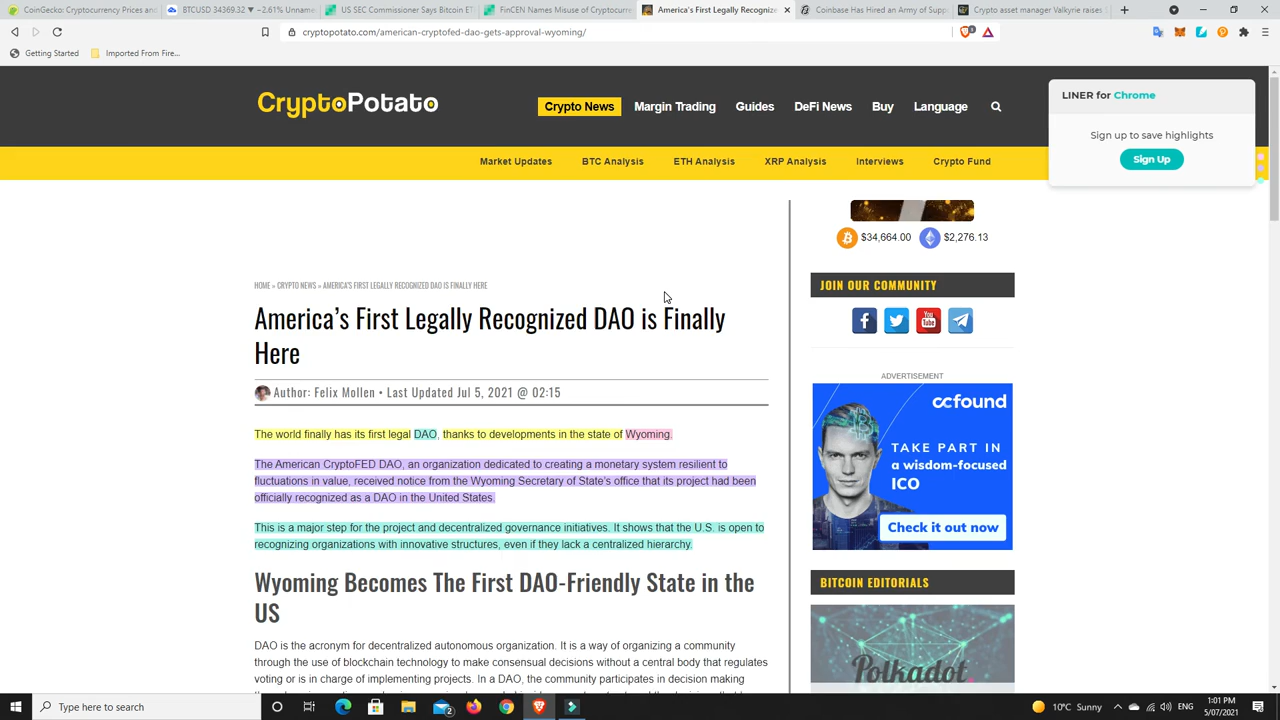 CoinGecko: Cryptocurrency Prices and
BTCUSD 34369.32 ▼ −2.61% Unname
US SEC Commissioner Says Bitcoin ET
FinCEN Names Misuse of Cryptocurre
America's First Legally Recognized
Coinbase Has Hired an Army of Supp
Crypto asset manager Valkyrie raises
cryptopotato.com/american-cryptofed-dao-gets-approval-wyoming/
Getting Started
Imported From Fire...
CryptoPotato
Crypto News
Margin Trading
Guides
DeFi News
Buy
Language
LINER for Chrome
Sign up to save highlights
Sign Up
Market Updates
BTC Analysis
ETH Analysis
XRP Analysis
Interviews
Crypto Fund
$34,664.00
$2,276.13
HOME » CRYPTO NEWS » AMERICA'S FIRST LEGALLY RECOGNIZED DAO IS FINALLY HERE
America's First Legally Recognized DAO is Finally
Here
Author: Felix Mollen • Last Updated Jul 5, 2021 @ 02:15
The world finally has its first legal DAO, thanks to developments in the state of Wyoming.
The American CryptoFED DAO, an organization dedicated to creating a monetary system resilient to
fluctuations in value, received notice from the Wyoming Secretary of State's office that its project had been
officially recognized as a DAO in the United States.
This is a major step for the project and decentralized governance initiatives. It shows that the U.S. is open to
recognizing organizations with innovative structures, even if they lack a centralized hierarchy.
Wyoming Becomes The First DAO-Friendly State in the
US
DAO is the acronym for decentralized autonomous organization. It is a way of organizing a community
through the use of blockchain technology to make consensual decisions without a central body that regulates
voting or is in charge of implementing projects. In a DAO, the community participates in decision making
JOIN OUR COMMUNITY
You
Tube
ADVERTISEMENT
ccfound
TAKE PART IN
a wisdom-focused
ICO
Check it out now
BITCOIN EDITORIALS
Polkadot.
Type here to search
2
10°C Sunny
ENG
1:01 PM
5/07/2021